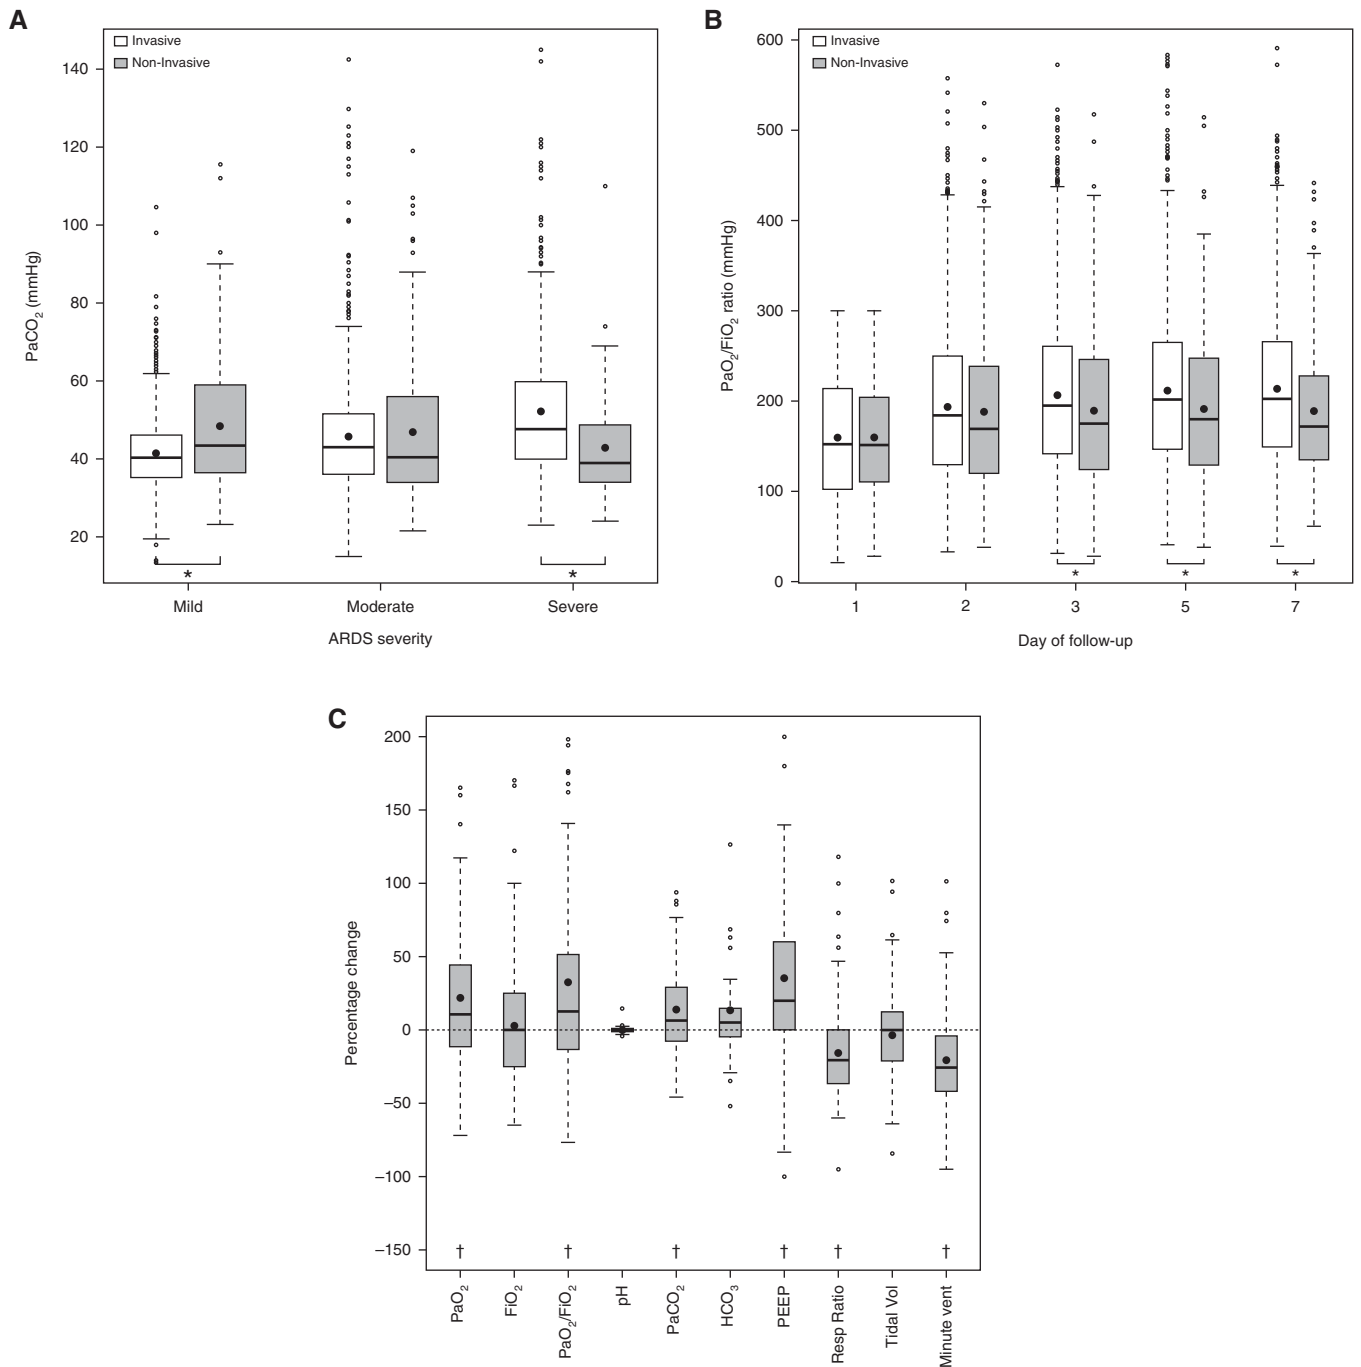 A
Invasive
Non-Invasive
140
120
100
80
60
40
20
PaCO2 (mmHg)
*
*
Mild Moderate Severe
ARDS severity
B
Invasive
Non-Invasive
600
500
400
300
200
100
0
PaO2/FiO2 ratio (mmHg)
* * *
1 2 3 5 7
Day of follow-up
C
200
150
100
50
0
−50
−100
−150
Percentage change
† † † † † †
PaO2
FiO2
PaO2/FiO2
pH
PaCO2
HCO3
PEEP
Resp Ratio
Tidal Vol
Minute vent